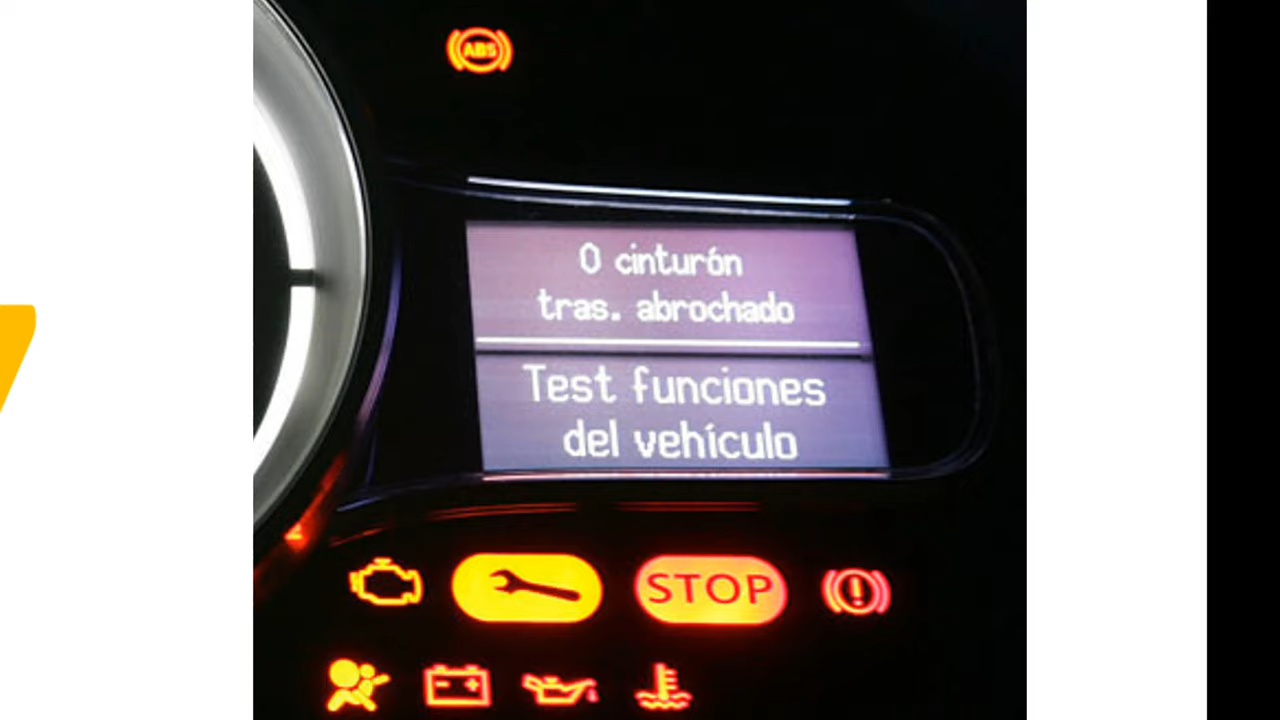 ABS
0 cinturón
tras. abrochado
Test funciones
del vehículo
STOP